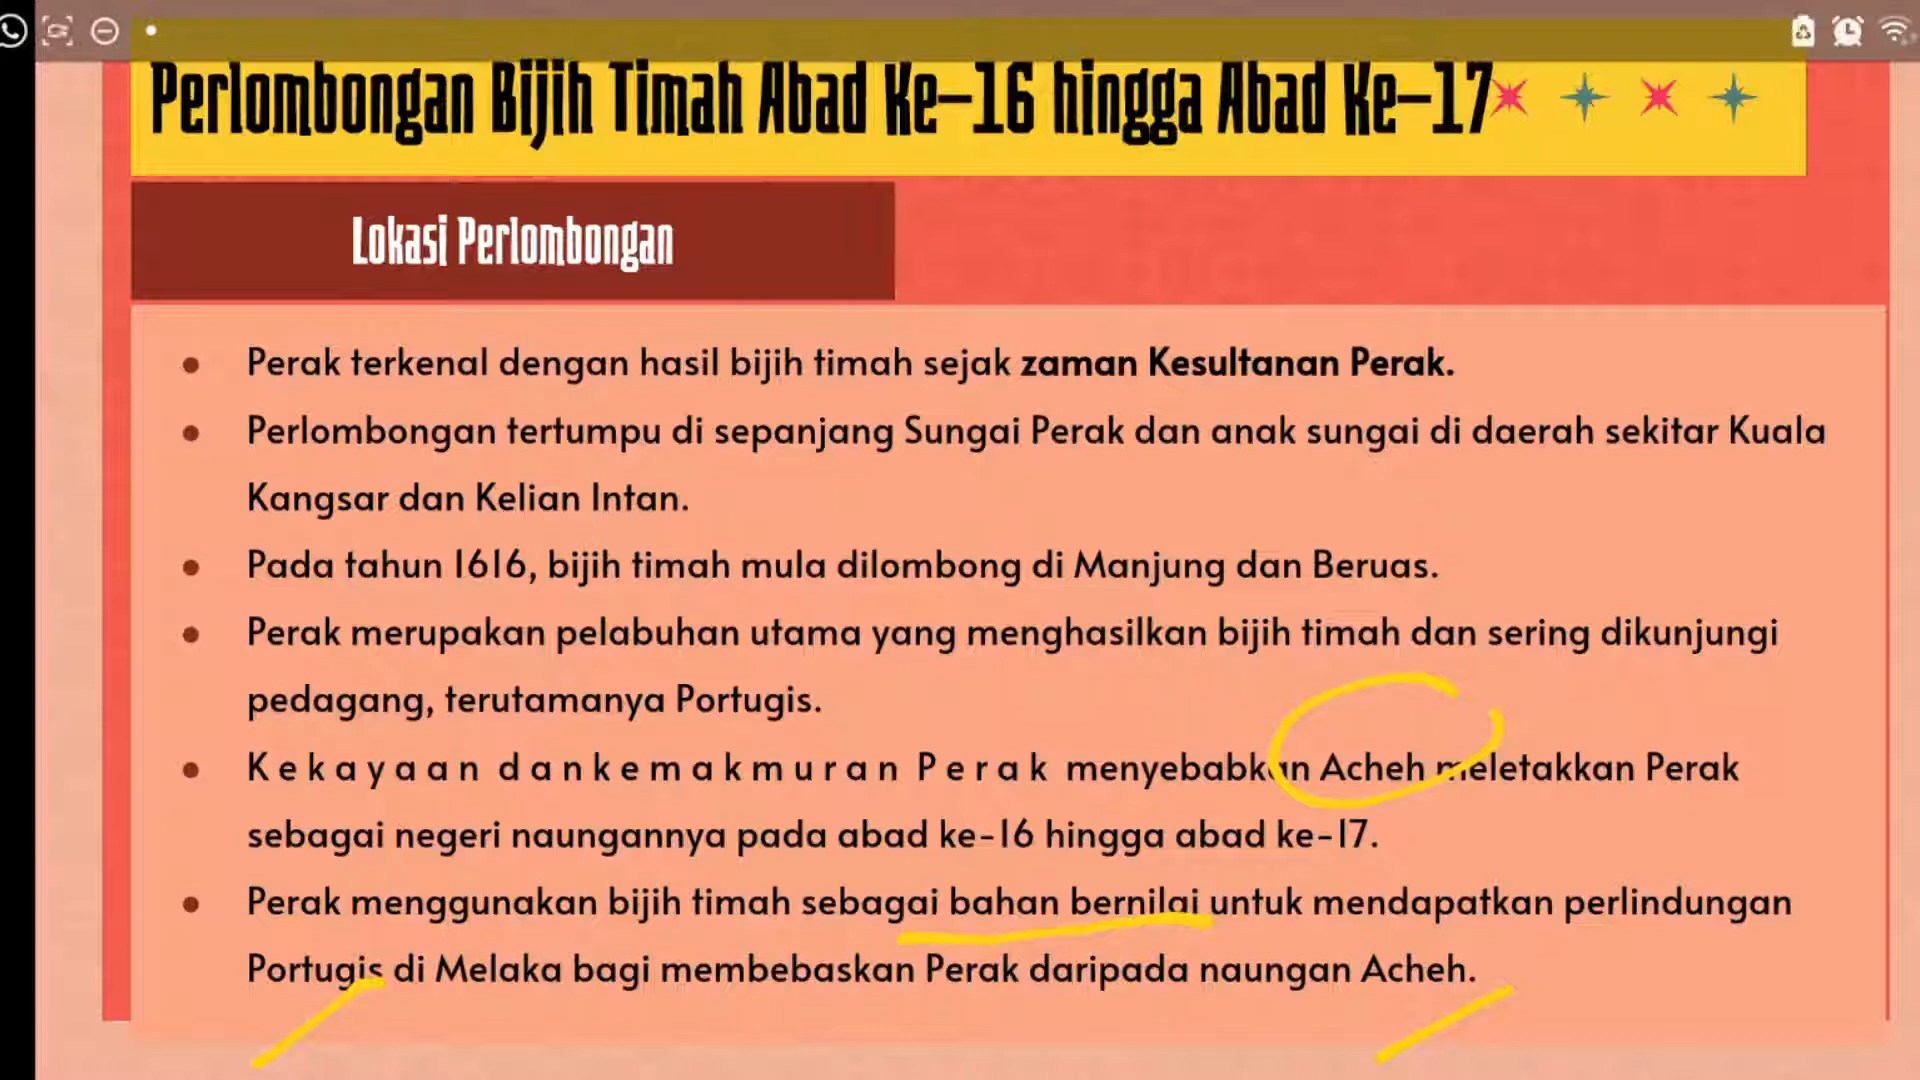 Perlombongan Bijih Timah Abad Ke-16 hingga Abad Ke-17
Lokasi Perlombongan
Perak terkenal dengan hasil bijih timah sejak zaman Kesultanan Perak.
Perlombongan tertumpu di sepanjang Sungai Perak dan anak sungai di daerah sekitar Kuala
Kangsar dan Kelian Intan.
Pada tahun 1616, bijih timah mula dilombong di Manjung dan Beruas.
Perak merupakan pelabuhan utama yang menghasilkan bijih timah dan sering dikunjungi
pedagang, terutamanya Portugis.
Kekayaan dankemakmuran Perak menyebabkan Acheh meletakkan Perak
sebagai negeri naungannya pada abad ke-16 hingga abad ke-17.
Perak menggunakan bijih timah sebagai bahan bernilai untuk mendapatkan perlindungan
Portugis di Melaka bagi membebaskan Perak daripada naungan Acheh.